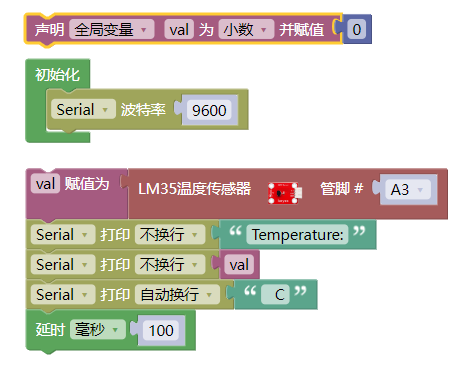 声明 全局变量 val 为 小数 并赋值 0
初始化
Serial 波特率 9600
val 赋值为 LM35温度传感器 管脚 # A3
Serial 打印 不换行 “ Temperature: ”
Serial 打印 不换行 val
Serial 打印 自动换行 “ C ”
延时 毫秒 100